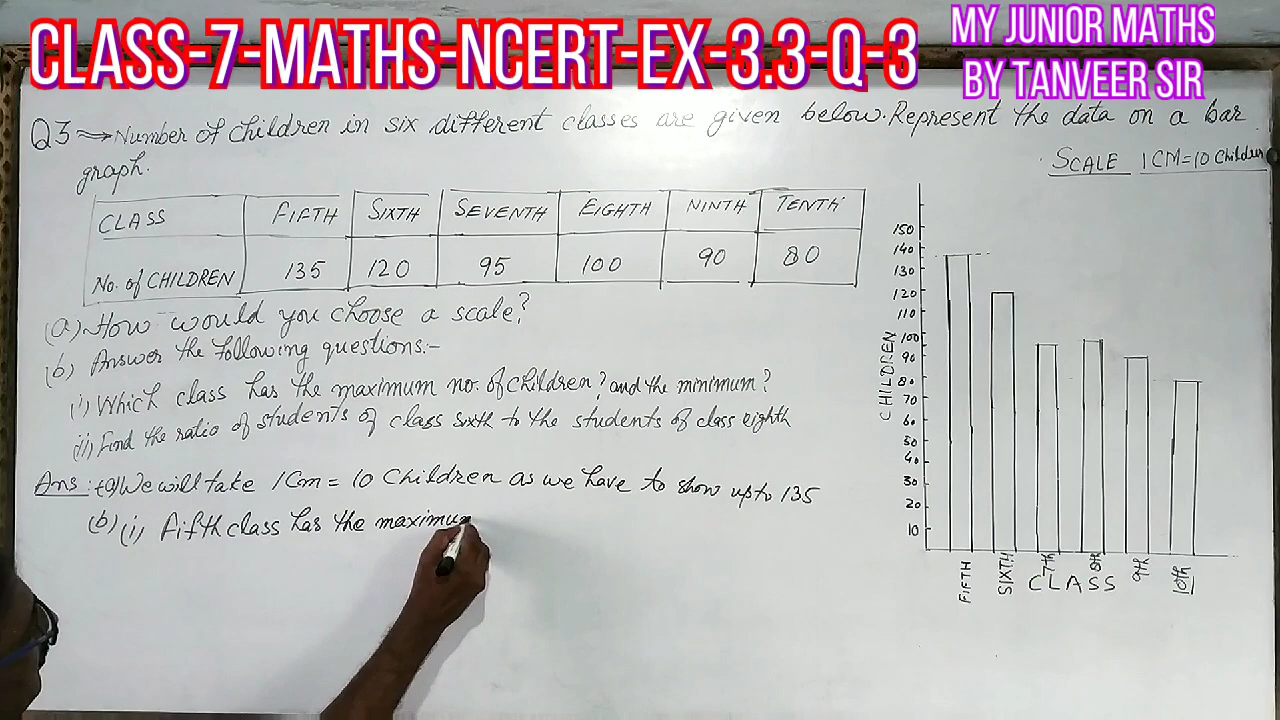 CLASS-7-MATHS-NCERT-EX-3.3-Q-3
MY JUNIOR MATHS
BY TANVEER SIR
Q3 → Number of children in six different classes are given below. Represent the data on a bar
graph.
SCALE 1CM=10 Children
CLASS FIFTH SIXTH SEVENTH EIGHTH NINTH TENTH
No. of CHILDREN 135 120 95 100 90 80
(a) How would you choose a scale?
(b) Answer the following questions:-
(i) Which class has the maximum no. of children? and the minimum?
(ii) Find the ratio of students of class sixth to the students of class eighth
Ans:- (a) We will take 1Cm = 10 Children as we have to show upto 135
(b) (i) Fifth class has the maximum
150
140
130
120
110
100
90
80
70
60
50
40
30
20
10
CHILDREN
FIFTH SIXTH 7th 8th 9th 10th
CLASS